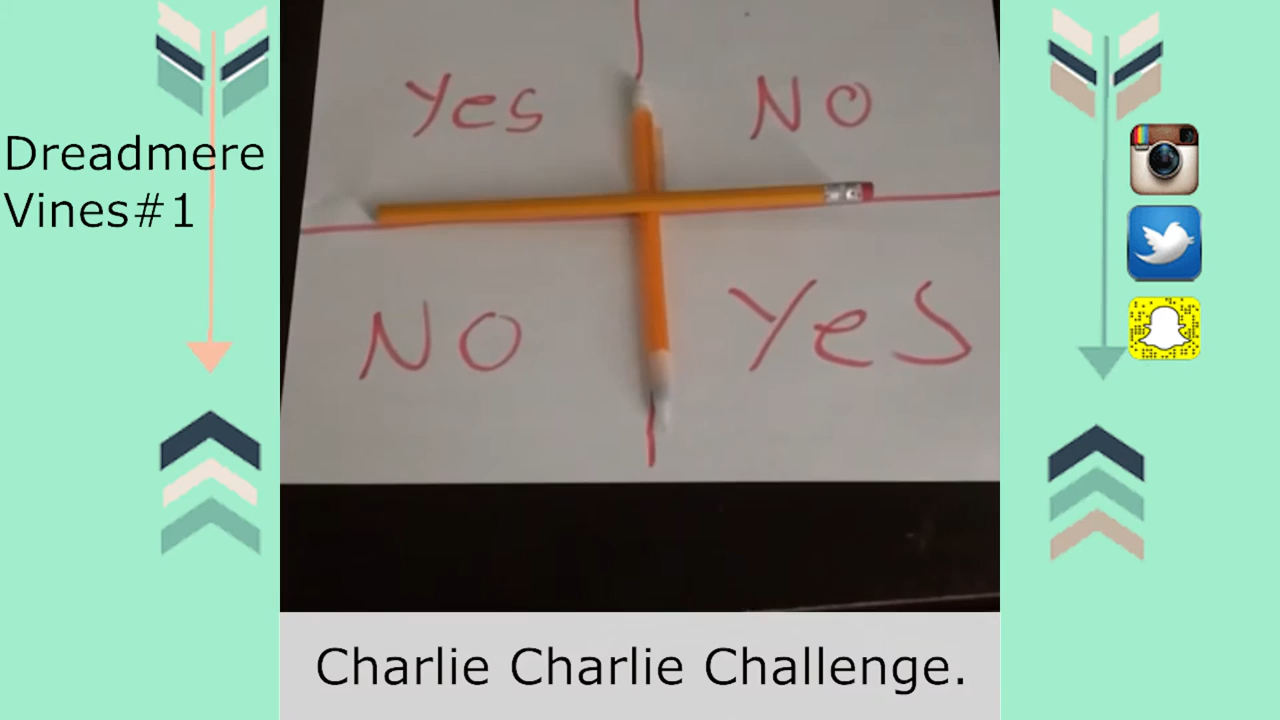 Dreadmere
Vines#1
Yes NO
NO Yes
Charlie Charlie Challenge.